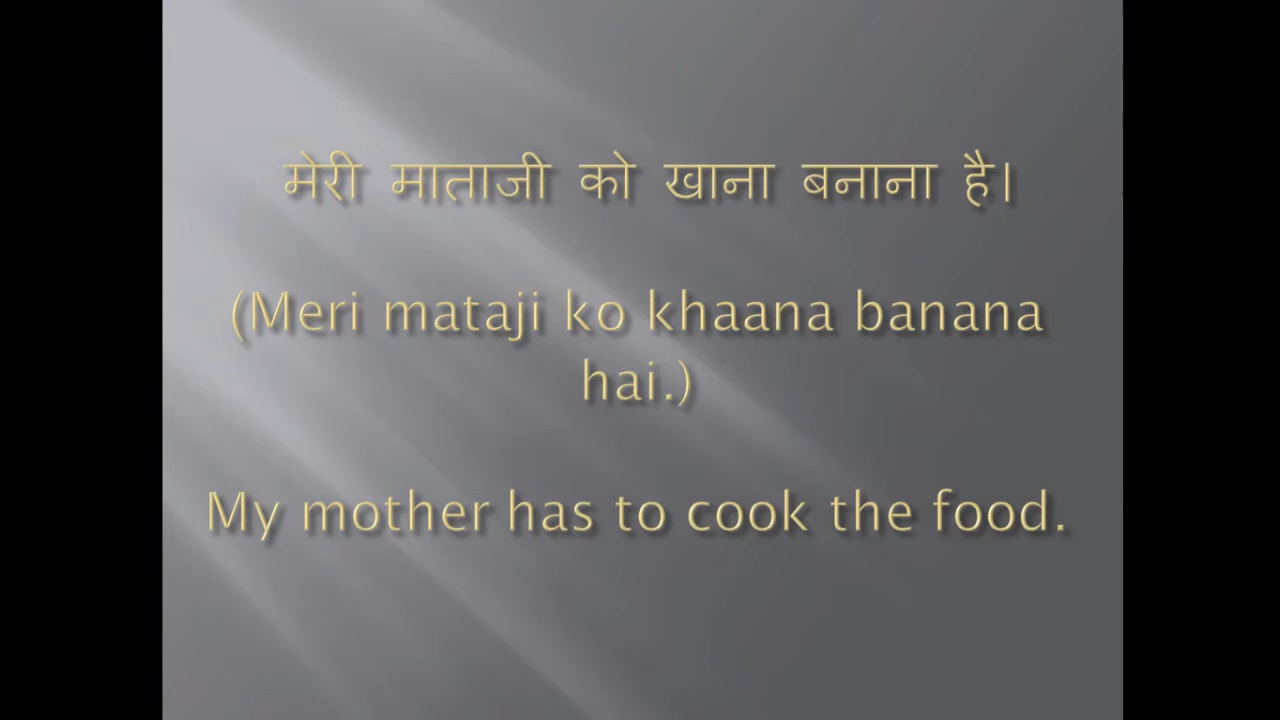 मेरी माताजी को खाना बनाना है।
(Meri mataji ko khaana banana
hai.)
My mother has to cook the food.